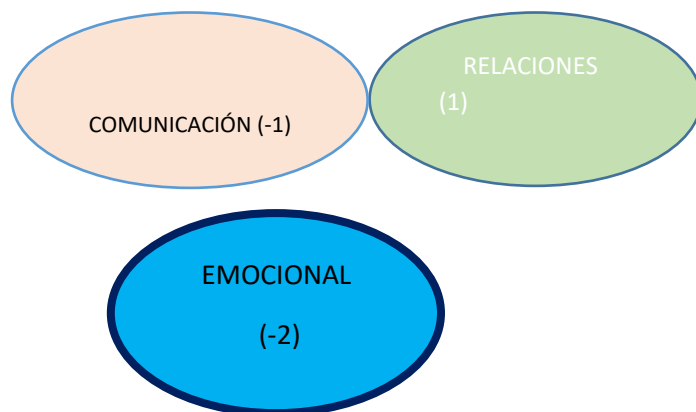 COMUNICACIÓN (-1)
RELACIONES
(1)
EMOCIONAL
(-2)